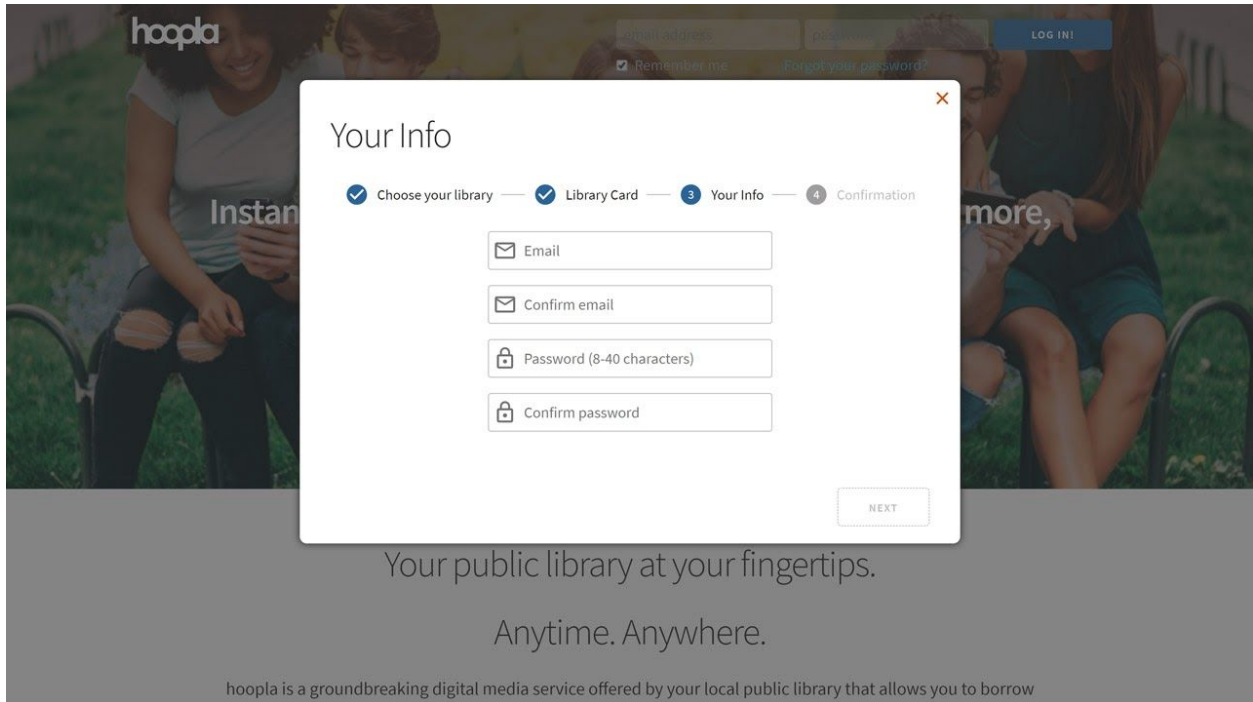 hoopla
email address
LOG IN!
Remember me
Forgot your password?
Your Info
Choose your library
Library Card
3 Your Info
4 Confirmation
Instan
more,
Email
Confirm email
Password (8-40 characters)
Confirm password
NEXT
Your public library at your fingertips.
Anytime. Anywhere.
hoopla is a groundbreaking digital media service offered by your local public library that allows you to borrow